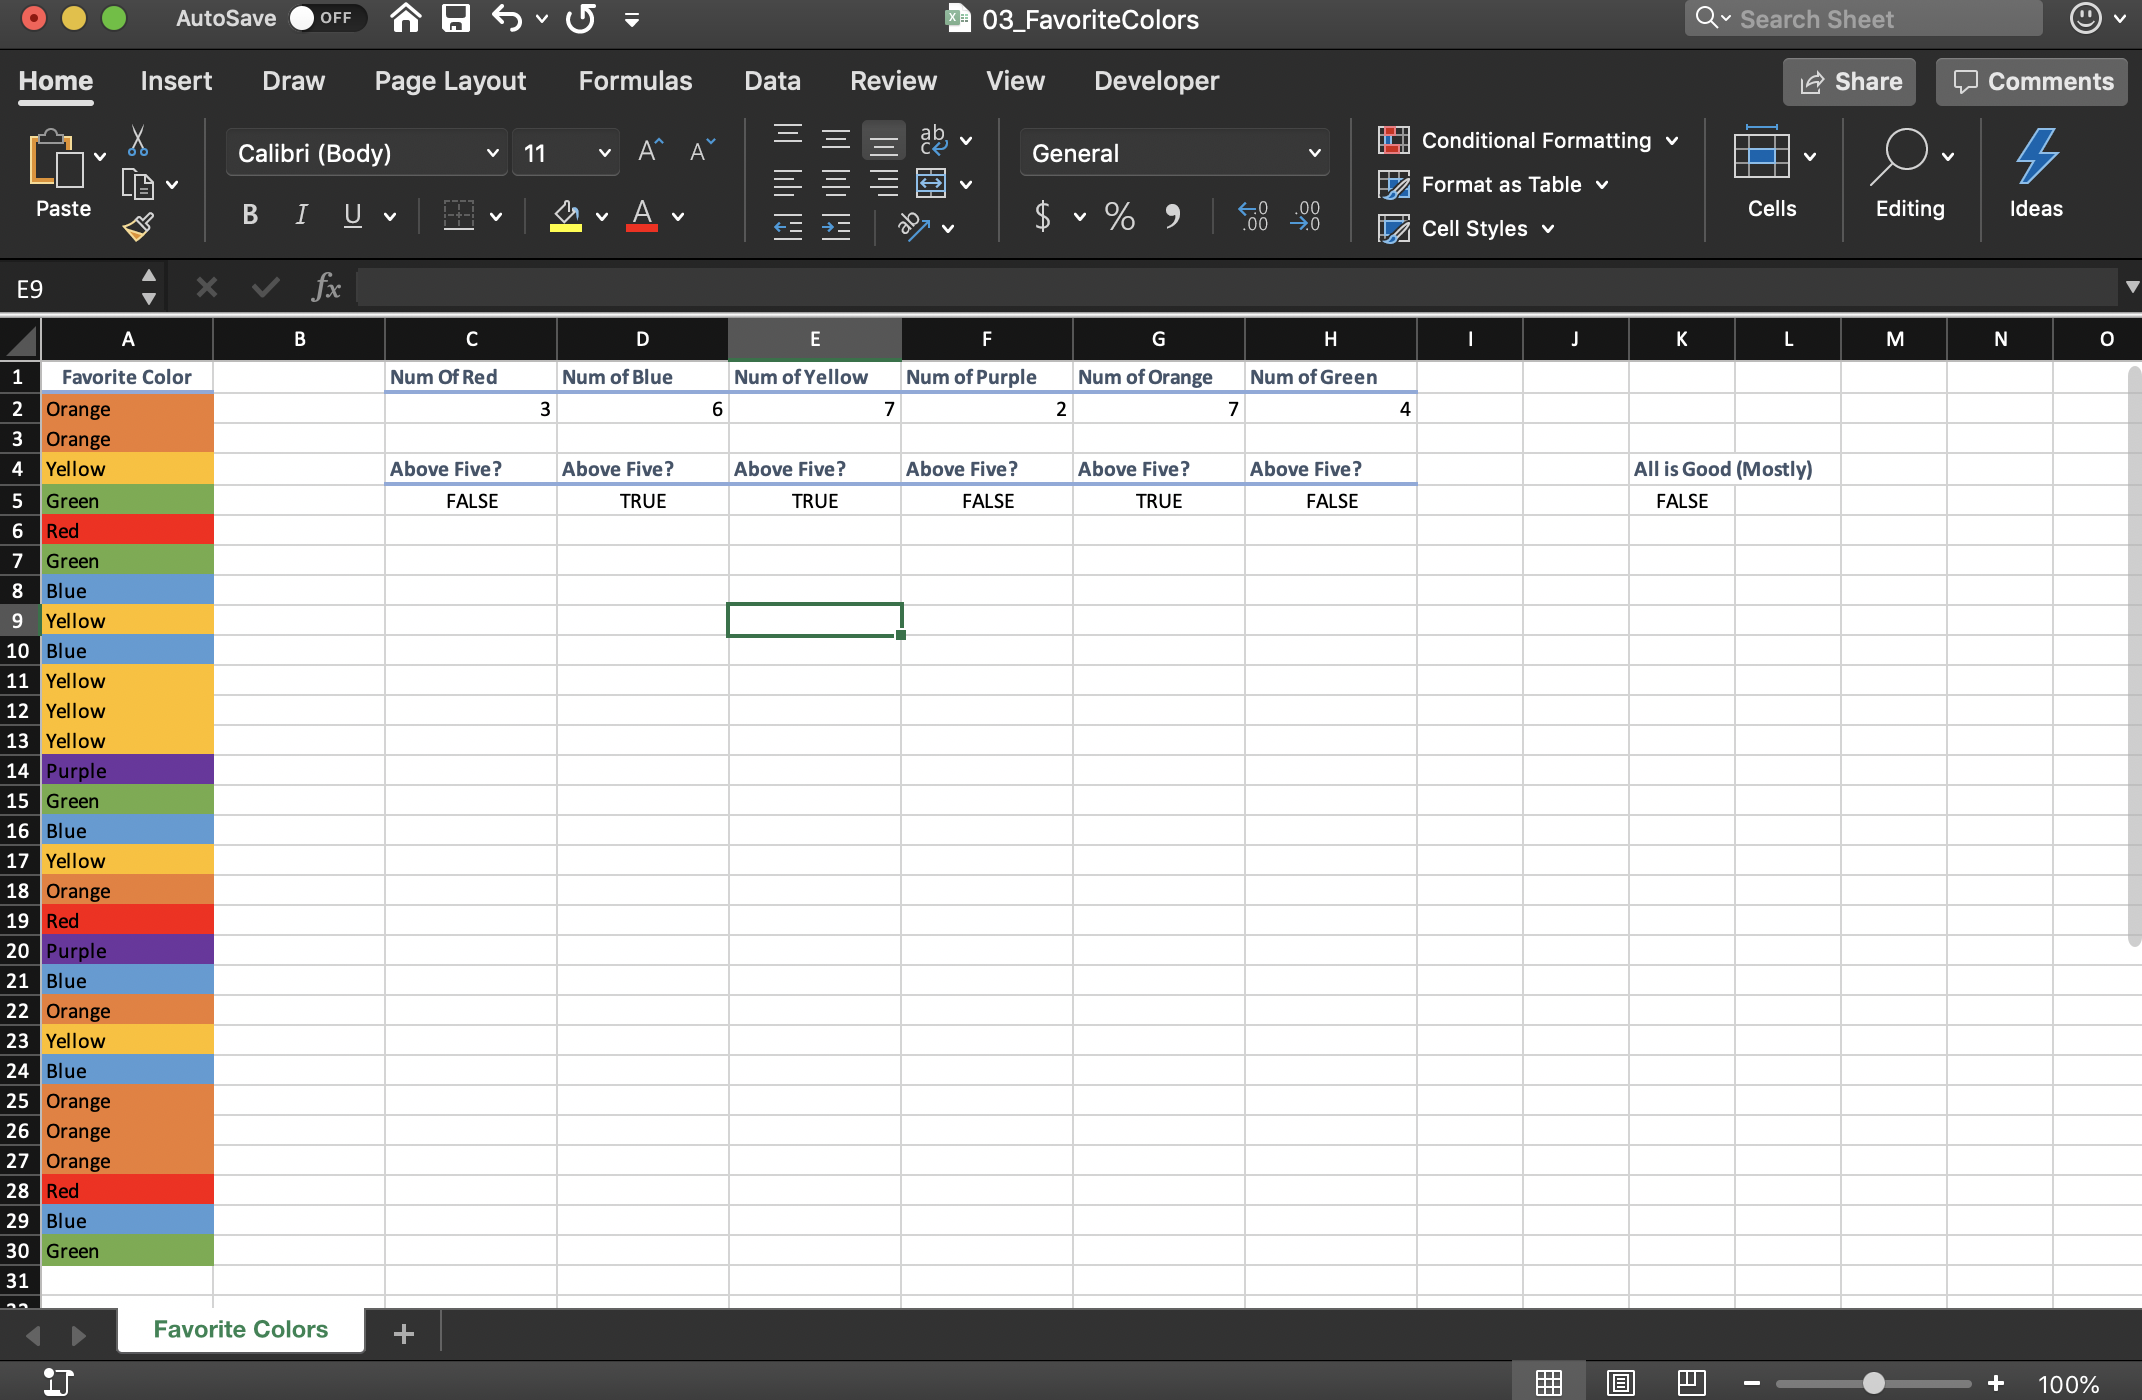 AutoSave OFF 03_FavoriteColors Search Sheet
Home Insert Draw Page Layout Formulas Data Review View Developer Share Comments
Paste Calibri (Body) 11 General Conditional Formatting Format as Table Cell Styles Cells Editing Ideas
E9 fx
A B C D E F G H I J K L M N O
1 Favorite Color Num Of Red Num of Blue Num of Yellow Num of Purple Num of Orange Num of Green
2 Orange 3 6 7 2 7 4
3 Orange
4 Yellow Above Five? Above Five? Above Five? Above Five? Above Five? Above Five? All is Good (Mostly)
5 Green FALSE TRUE TRUE FALSE TRUE FALSE FALSE
6 Red
7 Green
8 Blue
9 Yellow
10 Blue
11 Yellow
12 Yellow
13 Yellow
14 Purple
15 Green
16 Blue
17 Yellow
18 Orange
19 Red
20 Purple
21 Blue
22 Orange
23 Yellow
24 Blue
25 Orange
26 Orange
27 Orange
28 Red
29 Blue
30 Green
31
Favorite Colors +
100%